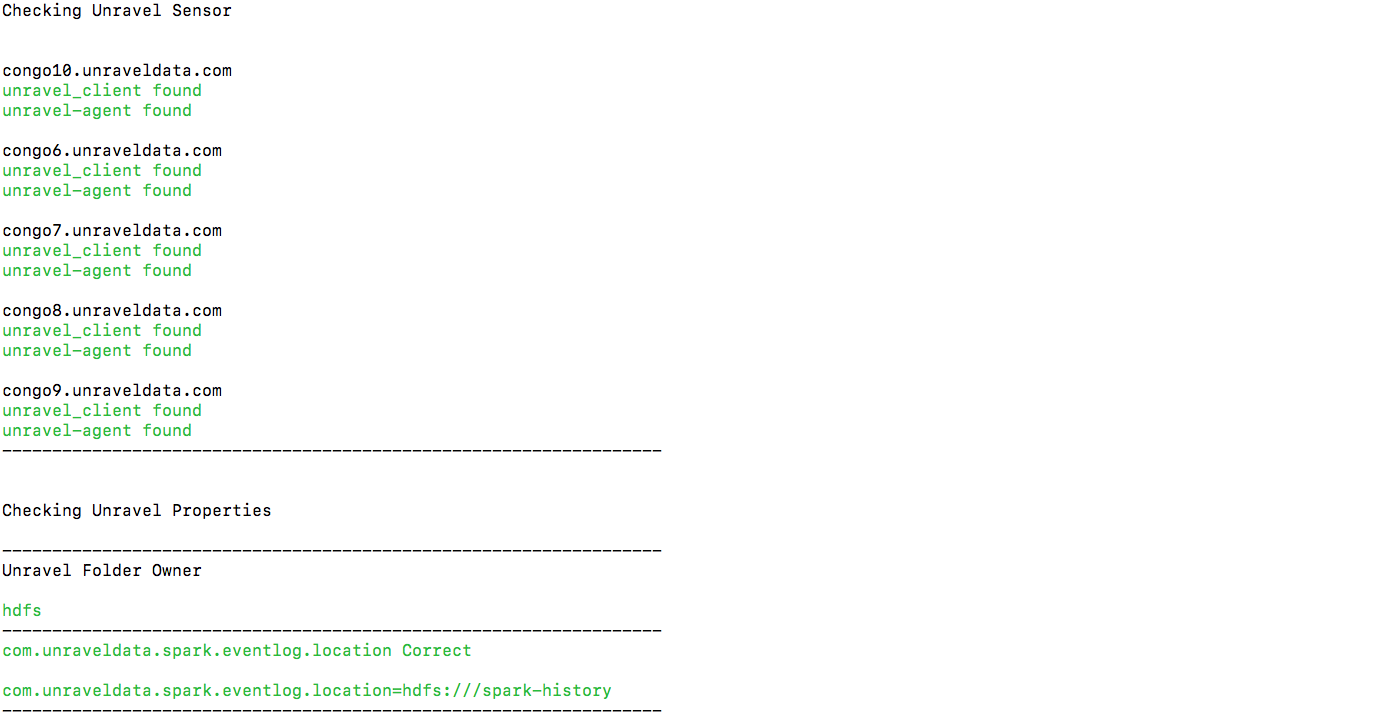 Checking Unravel Sensor
congo10.unraveldata.com
unravel_client found
unravel-agent found
congo6.unraveldata.com
unravel_client found
unravel-agent found
congo7.unraveldata.com
unravel_client found
unravel-agent found
congo8.unraveldata.com
unravel_client found
unravel-agent found
congo9.unraveldata.com
unravel_client found
unravel-agent found
------------------------------------------------------------------
Checking Unravel Properties
------------------------------------------------------------------
Unravel Folder Owner
hdfs
------------------------------------------------------------------
com.unraveldata.spark.eventlog.location Correct
com.unraveldata.spark.eventlog.location=hdfs:///spark-history
------------------------------------------------------------------